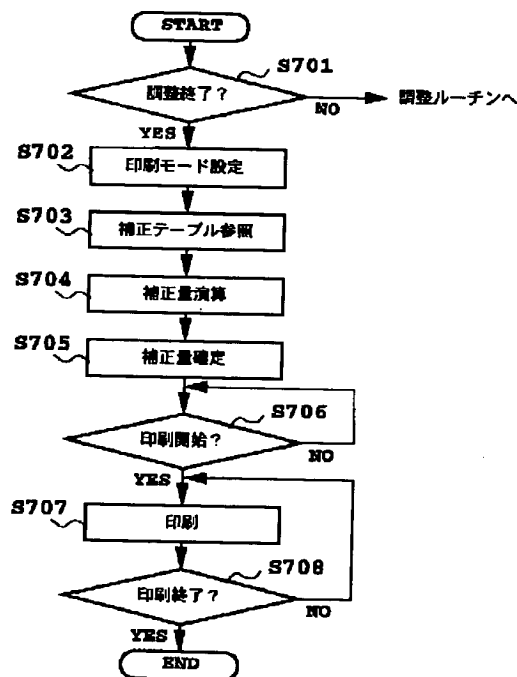 START
S701
調整終了？
NO
調整ルーチンへ
YES
S702
印刷モード設定
S703
補正テーブル参照
S704
補正量演算
S705
補正量確定
S706
印刷開始？
NO
YES
S707
印刷
S708
印刷終了？
NO
YES
END